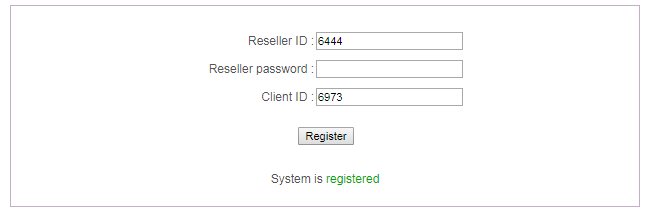 Reseller ID : 6444
Reseller password :
Client ID : 6973
Register
System is registered